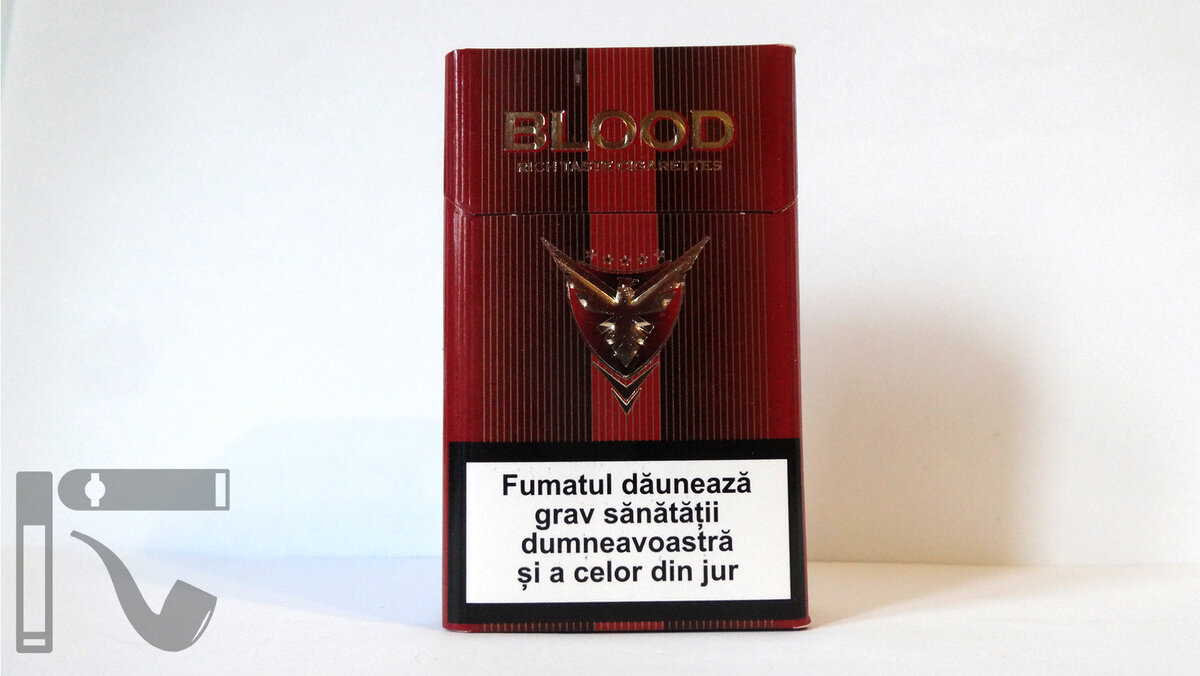 BLOOD
RICH TASTE CIGARETTES
Fumatul dăunează
grav sănătății
dumneavoastră
și a celor din jur